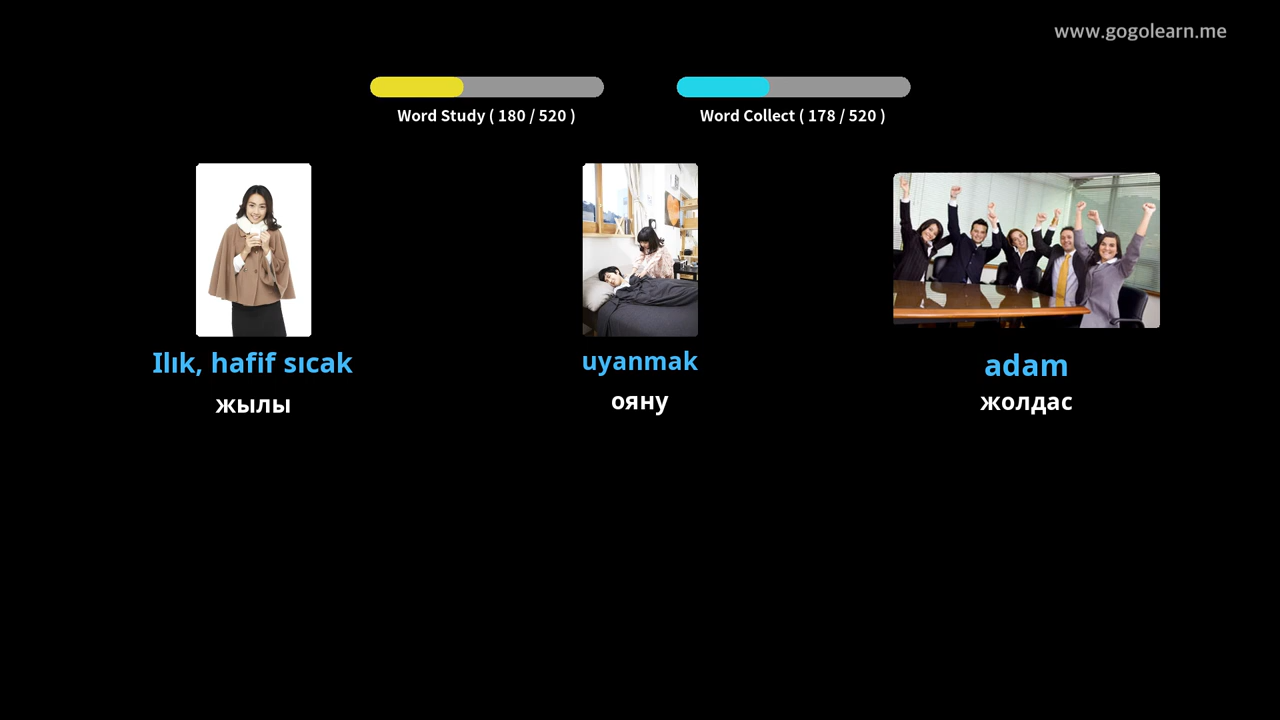 www.gogolearn.me
Word Study ( 180 / 520 )
Word Collect ( 178 / 520 )
Ilık, hafif sıcak
жылы
uyanmak
ояну
adam
жолдас